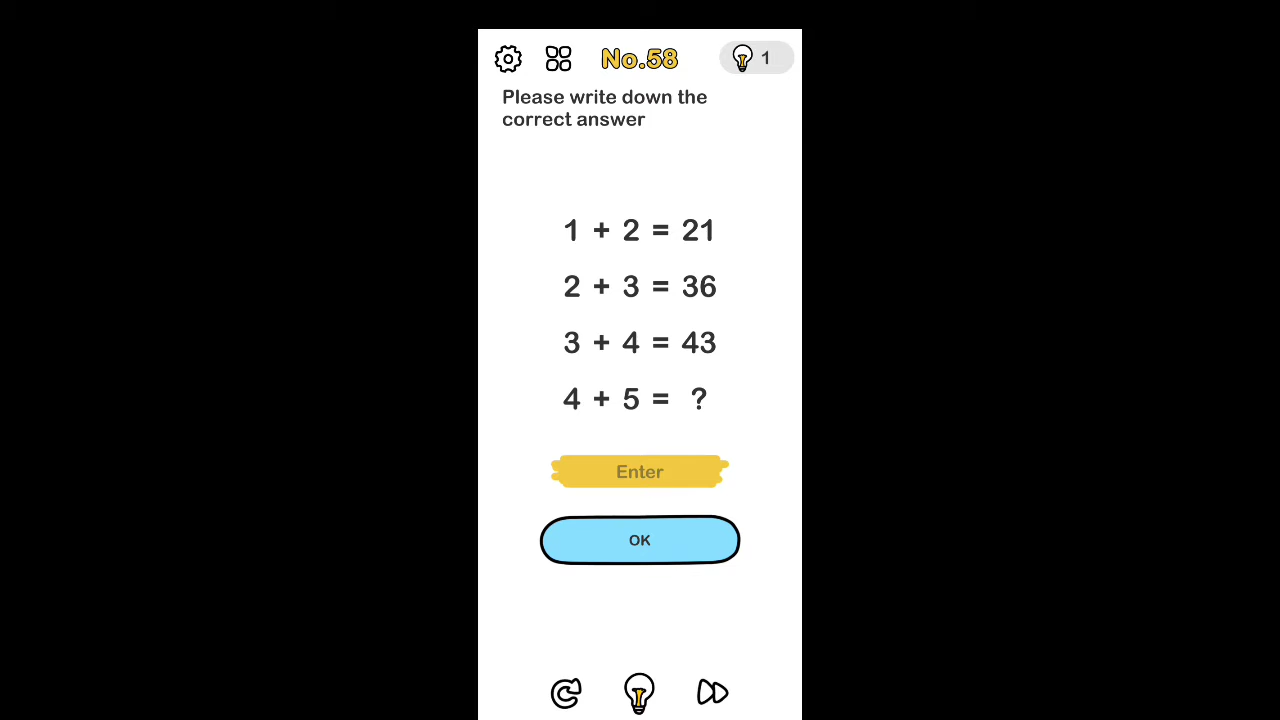 No.58
1
Please write down the
correct answer
1 + 2 = 21
2 + 3 = 36
3 + 4 = 43
4 + 5 = ?
Enter
OK